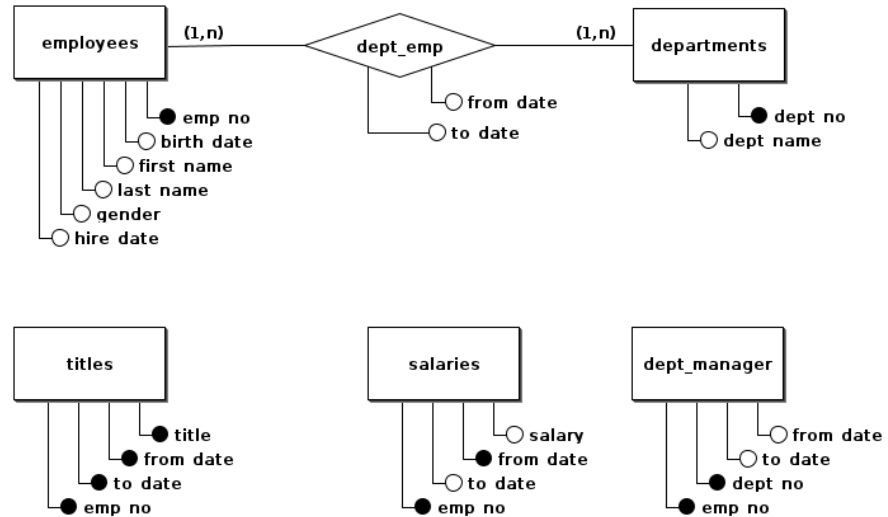 employees
(1,n)
dept_emp
(1,n)
departments
emp no
birth date
first name
last name
gender
hire date
from date
to date
dept no
dept name
titles
salaries
dept_manager
title
from date
to date
emp no
salary
from date
to date
emp no
from date
to date
dept no
emp no